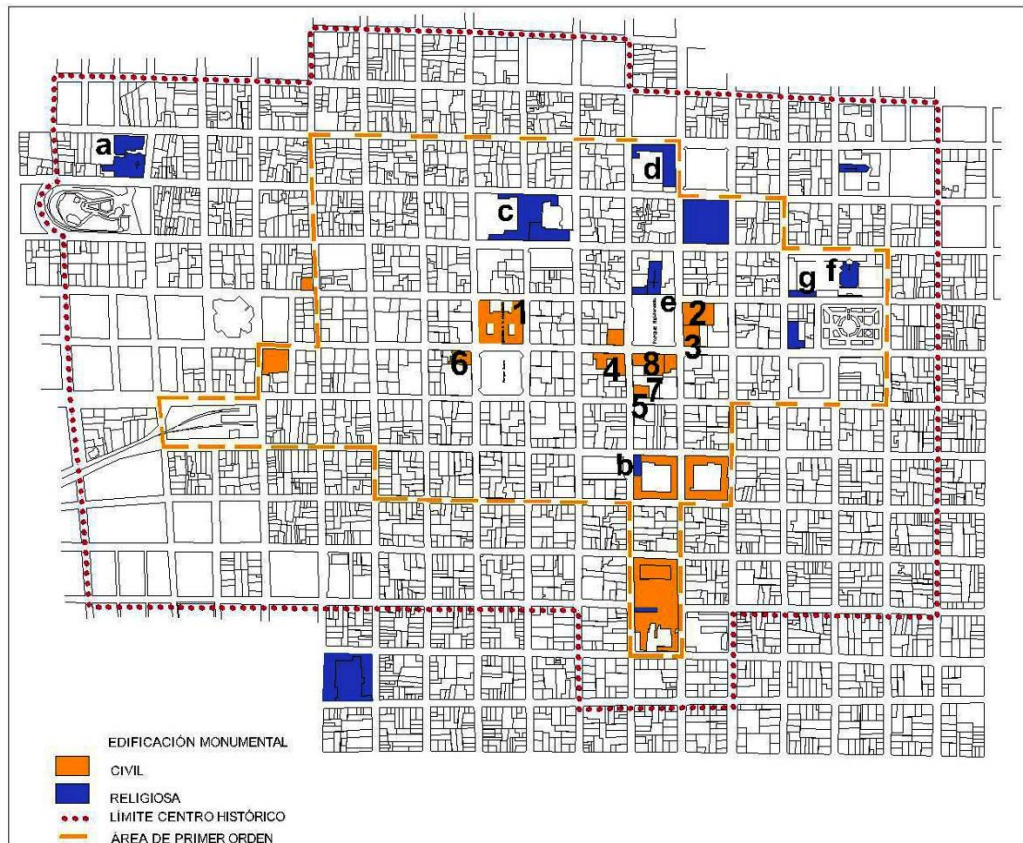 a
d
c
g
f
e
1
2
3
6
4
8
7
5
b
EDIFICACIÓN MONUMENTAL
CIVIL
RELIGIOSA
LÍMITE CENTRO HISTÓRICO
ÁREA DE PRIMER ORDEN